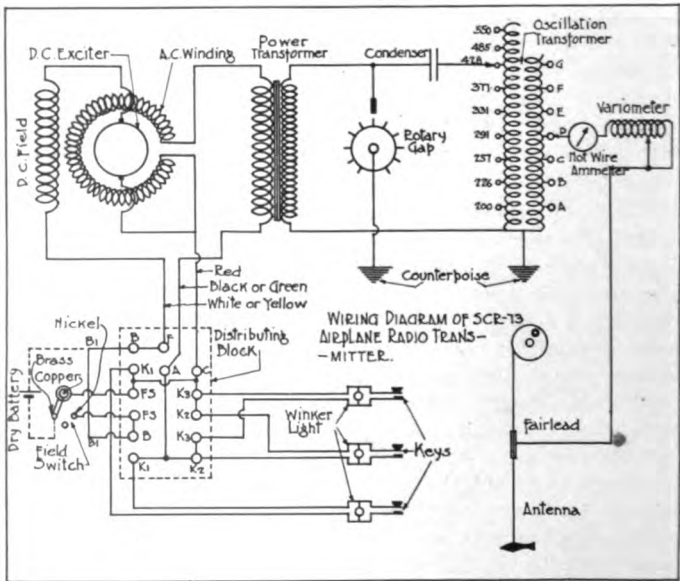 D.C. Exciter
A.C. Winding
Power
Transformer
Condenser
Oscillation
Transformer
550
485
428
377
331
291
257
226
200
G
F
E
D
C
B
A
Variometer
Hot Wire
Ammeter
Rotary
Gap
D.C. Field
Counterpoise
Red
Black or Green
White or Yellow
Nickel
Distributing
Block
WIRING DIAGRAM OF SCR-73
AIRPLANE RADIO TRANS-
-MITTER.
B1
Brass
Copper
Dry Battery
Field
Switch
B1
B
F
K1
A
C
FS
K3
FS
K2
B
K3
K1
K2
Winker
Light
Keys
Fairlead
Antenna